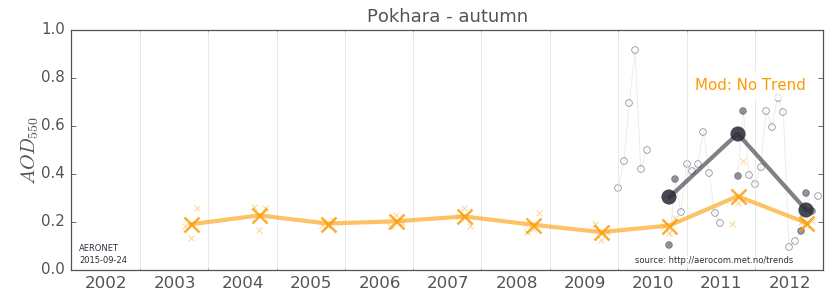 Pokhara - autumn
1.0
0.8
0.6
0.4
0.2
0.0
AOD550
Mod: No Trend
AERONET
2015-09-24
source: http://aerocom.met.no/trends
2002 2003 2004 2005 2006 2007 2008 2009 2010 2011 2012